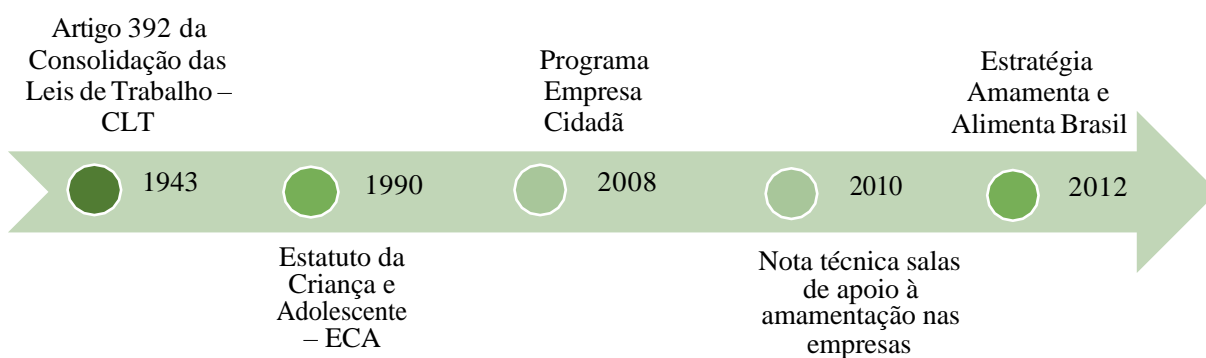 Artigo 392 da
Consolidação das
Leis de Trabalho –
CLT
1943
1990
Estatuto da
Criança e
Adolescente
– ECA
Programa
Empresa
Cidadã
2008
2010
Nota técnica salas
de apoio à
amamentação nas
empresas
Estratégia
Amamenta e
Alimenta Brasil
2012